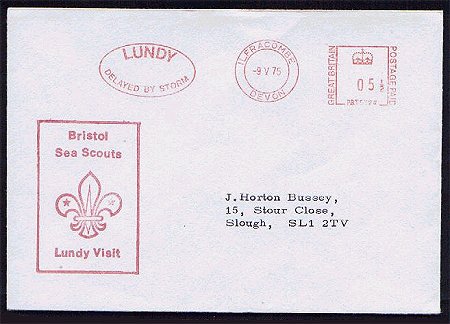 LUNDY
DELAYED BY STORM
ILFRACOMBE
-9 V 75
DEVON
GREAT BRITAIN
05½
POSTAGE PAID
Bristol
Sea Scouts
Lundy Visit
J. Horton Bussey,
15, Stour Close,
Slough, SL1 2TV